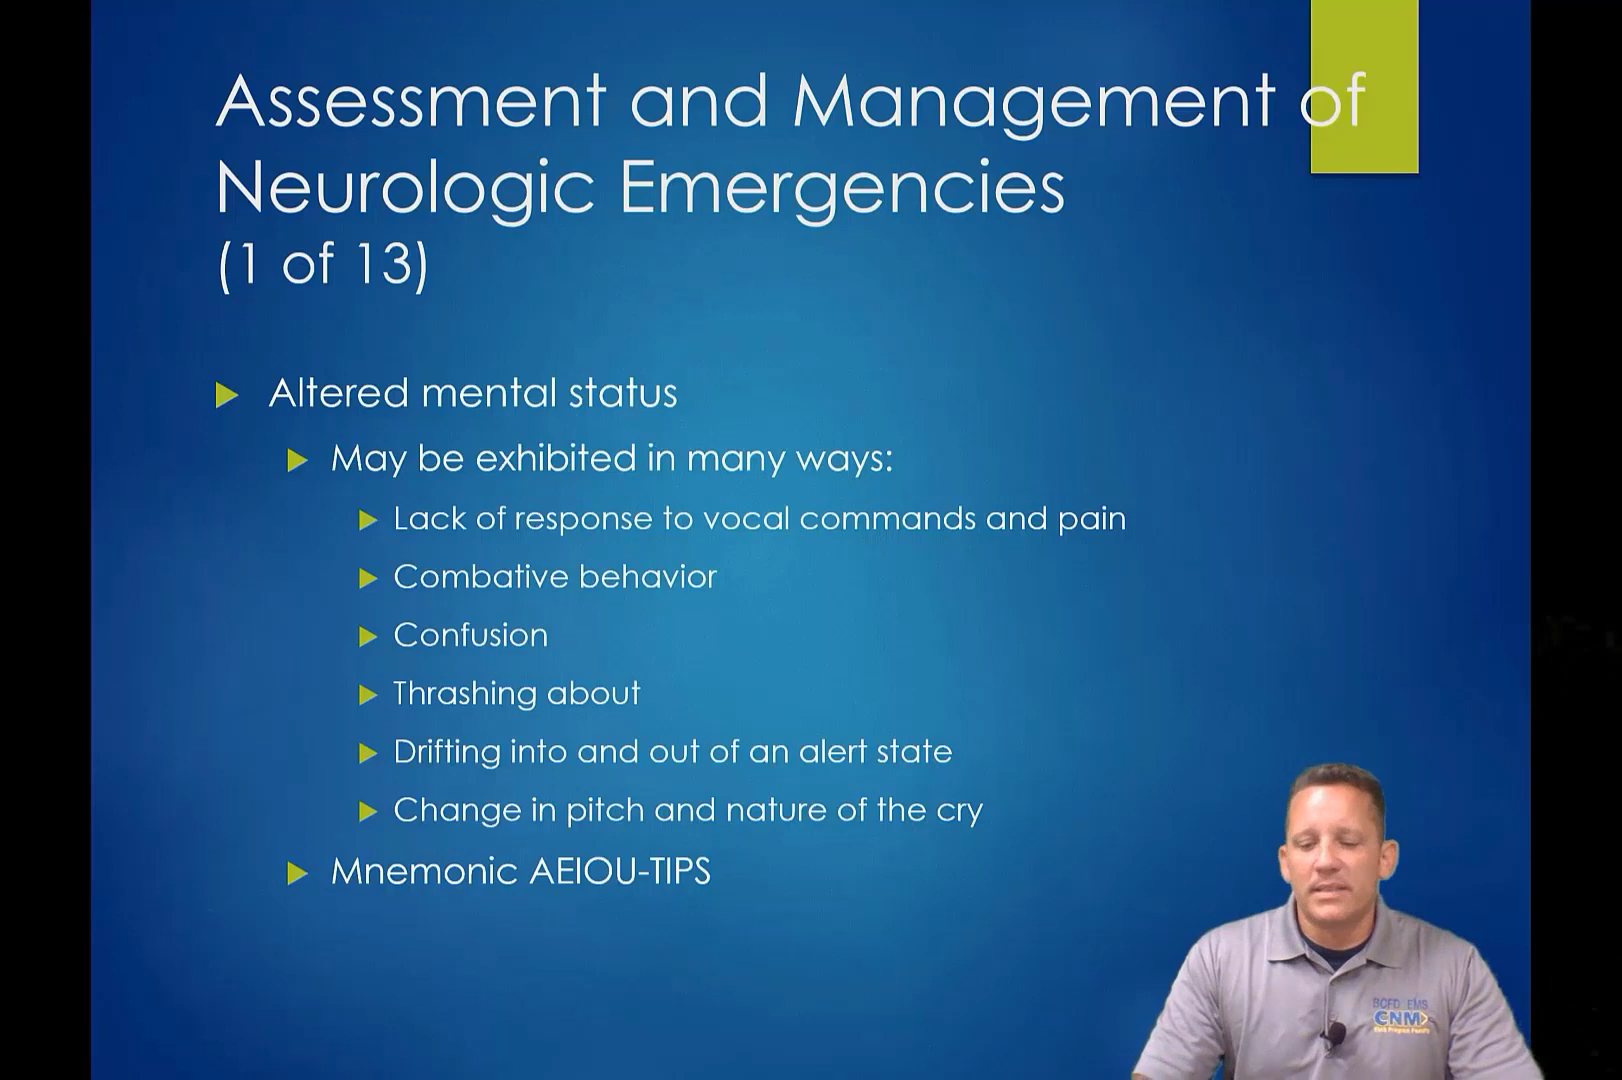 Assessment and Management of
Neurologic Emergencies
(1 of 13)
Altered mental status
May be exhibited in many ways:
Lack of response to vocal commands and pain
Combative behavior
Confusion
Thrashing about
Drifting into and out of an alert state
Change in pitch and nature of the cry
Mnemonic AEIOU-TIPS
BCFD EMS
CNM